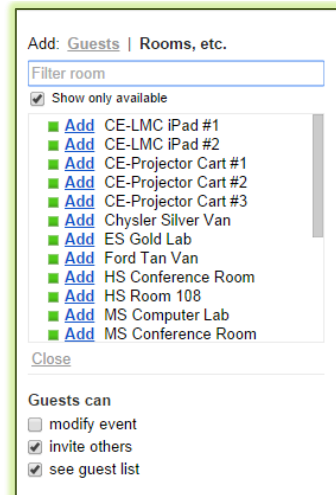 Add: Guests | Rooms, etc.
Filter room
Show only available
Add CE-LMC iPad #1
Add CE-LMC iPad #2
Add CE-Projector Cart #1
Add CE-Projector Cart #2
Add CE-Projector Cart #3
Add Chysler Silver Van
Add ES Gold Lab
Add Ford Tan Van
Add HS Conference Room
Add HS Room 108
Add MS Computer Lab
Add MS Conference Room
Close
Guests can
modify event
invite others
see guest list